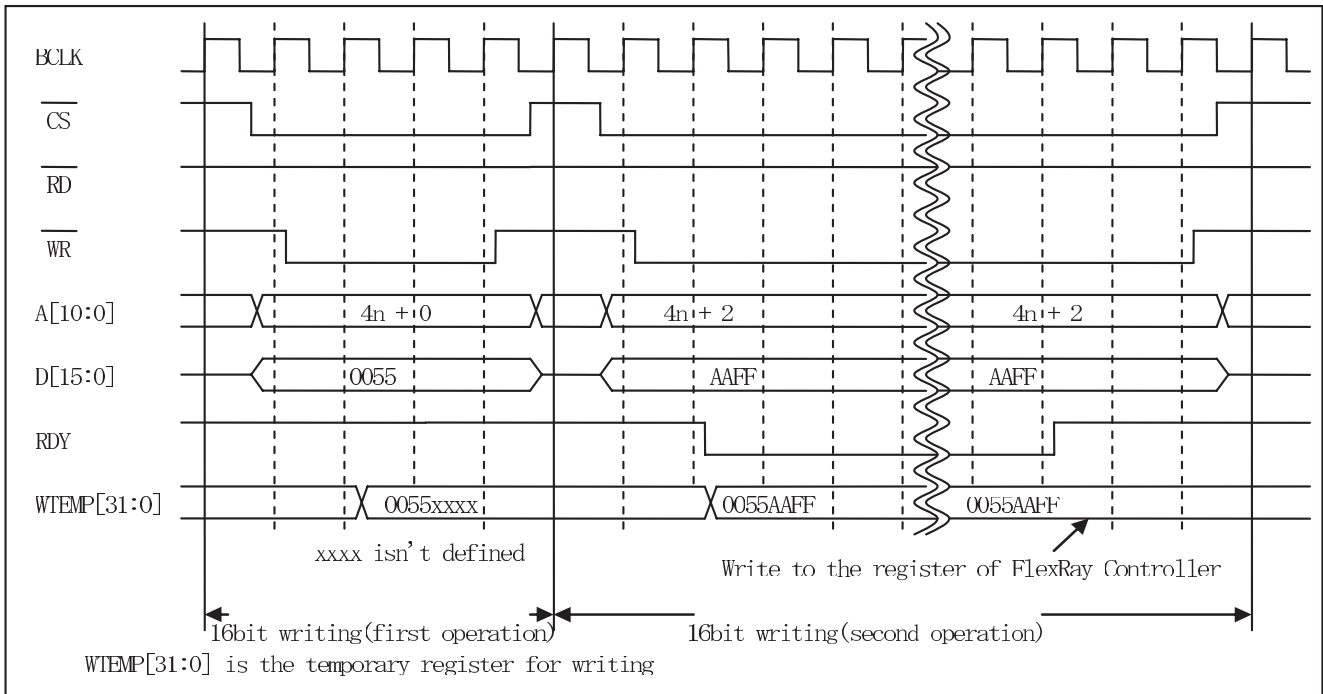 BCLK
CS
RD
WR
A[10:0] 4n + 0 4n + 2 4n + 2
D[15:0] 0055 AAFF AAFF
RDY
WTEMP[31:0] 0055xxxx 0055AAFF 0055AAFF
xxxx isn't defined
Write to the register of FlexRay Controller
16bit writing(first operation) 16bit writing(second operation)
WTEMP[31:0] is the temporary register for writing